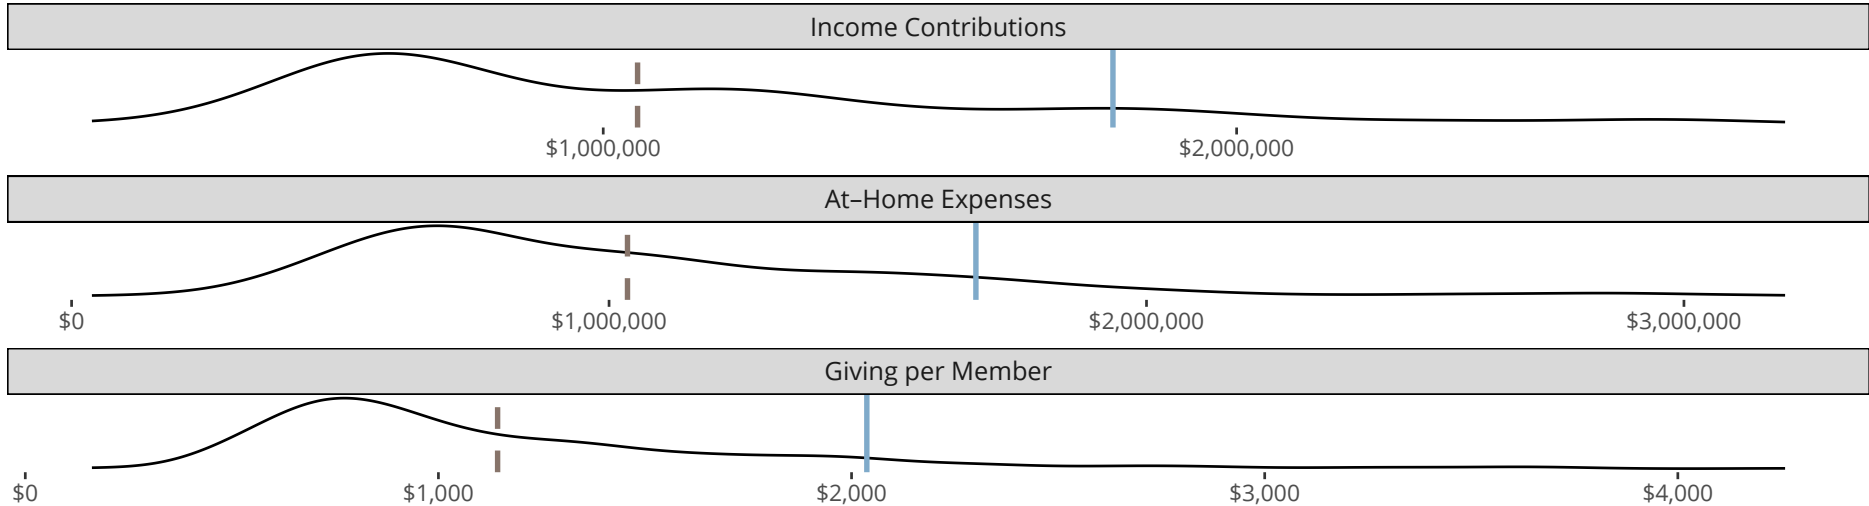 Income Contributions
$1,000,000 $2,000,000
At–Home Expenses
$0 $1,000,000 $2,000,000 $3,000,000
Giving per Member
$0 $1,000 $2,000 $3,000 $4,000